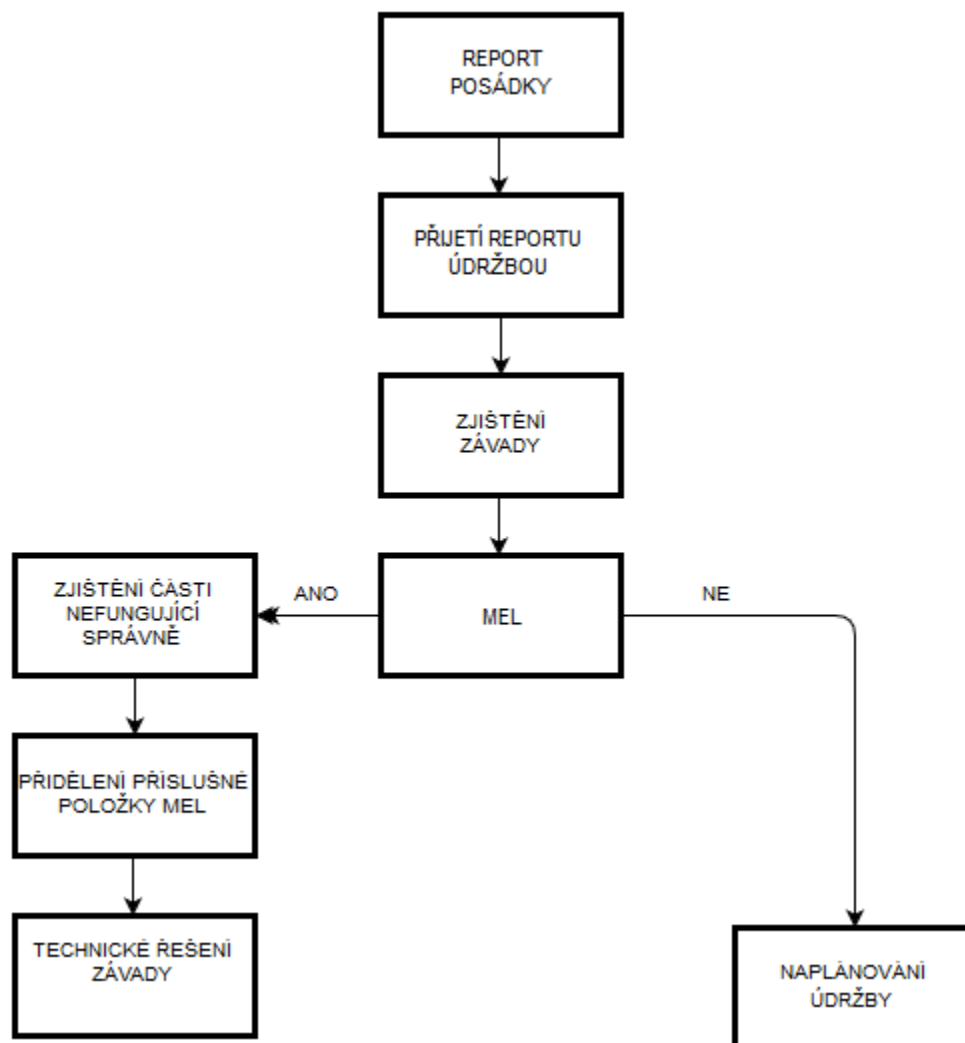 REPORT
POSÁDKY
PŘIJETÍ REPORTU
ÚDRŽBOU
ZJIŠTĚNÍ
ZÁVADY
MEL
ANO
NE
ZJIŠTĚNÍ ČÁSTI
NEFUNGUJÍCÍ
SPRÁVNĚ
PŘIDĚLENÍ PŘÍSLUŠNÉ
POLOŽKY MEL
TECHNICKÉ ŘEŠENÍ
ZÁVADY
NAPLÁNOVÁNÍ
ÚDRŽBY